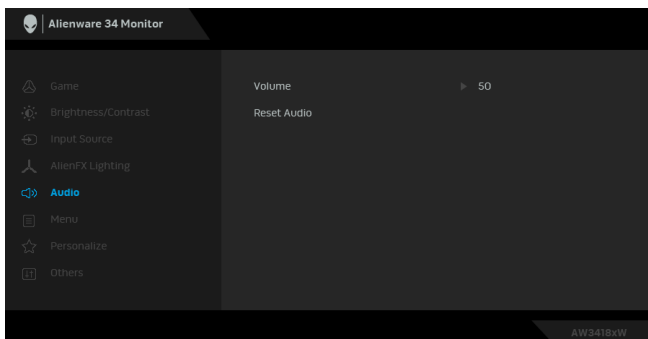 Alienware 34 Monitor
Game
Volume 50
Brightness/Contrast
Reset Audio
Input Source
AlienFX Lighting
Audio
Menu
Personalize
Others
AW3418xW